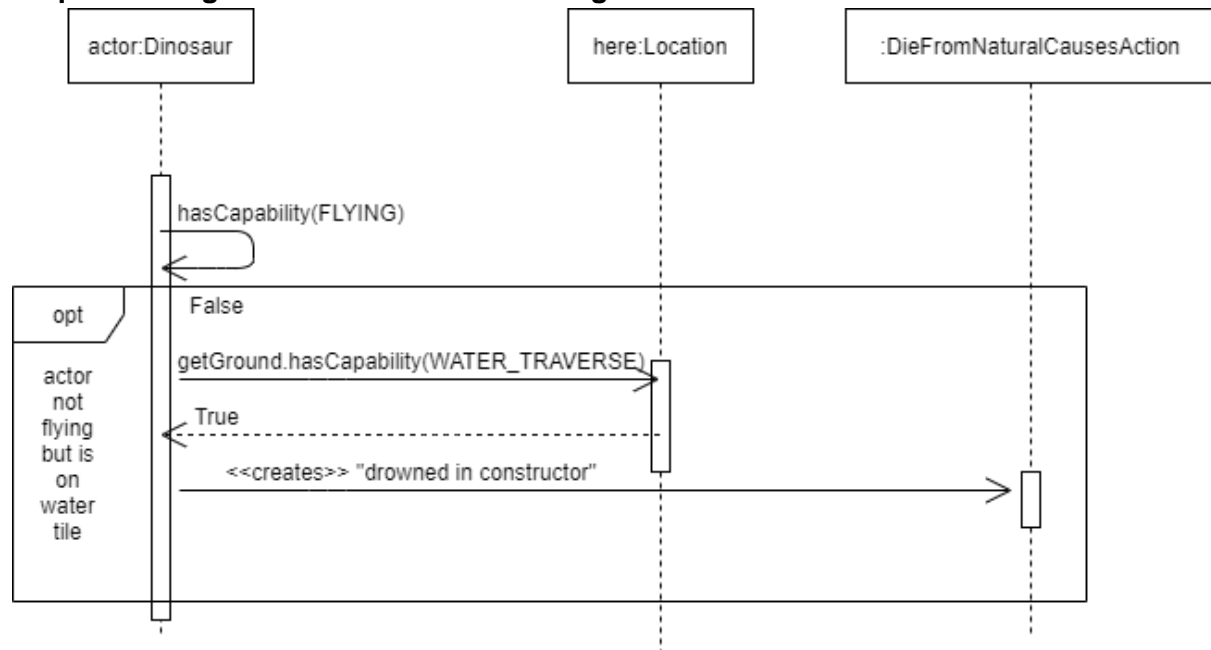 actor:Dinosaur
here:Location
:DieFromNaturalCausesAction
hasCapability(FLYING)
False
opt
getGround.hasCapability(WATER_TRAVERSE)
actor
not
flying
but is
on
water
tile
True
<<creates>> "drowned in constructor"